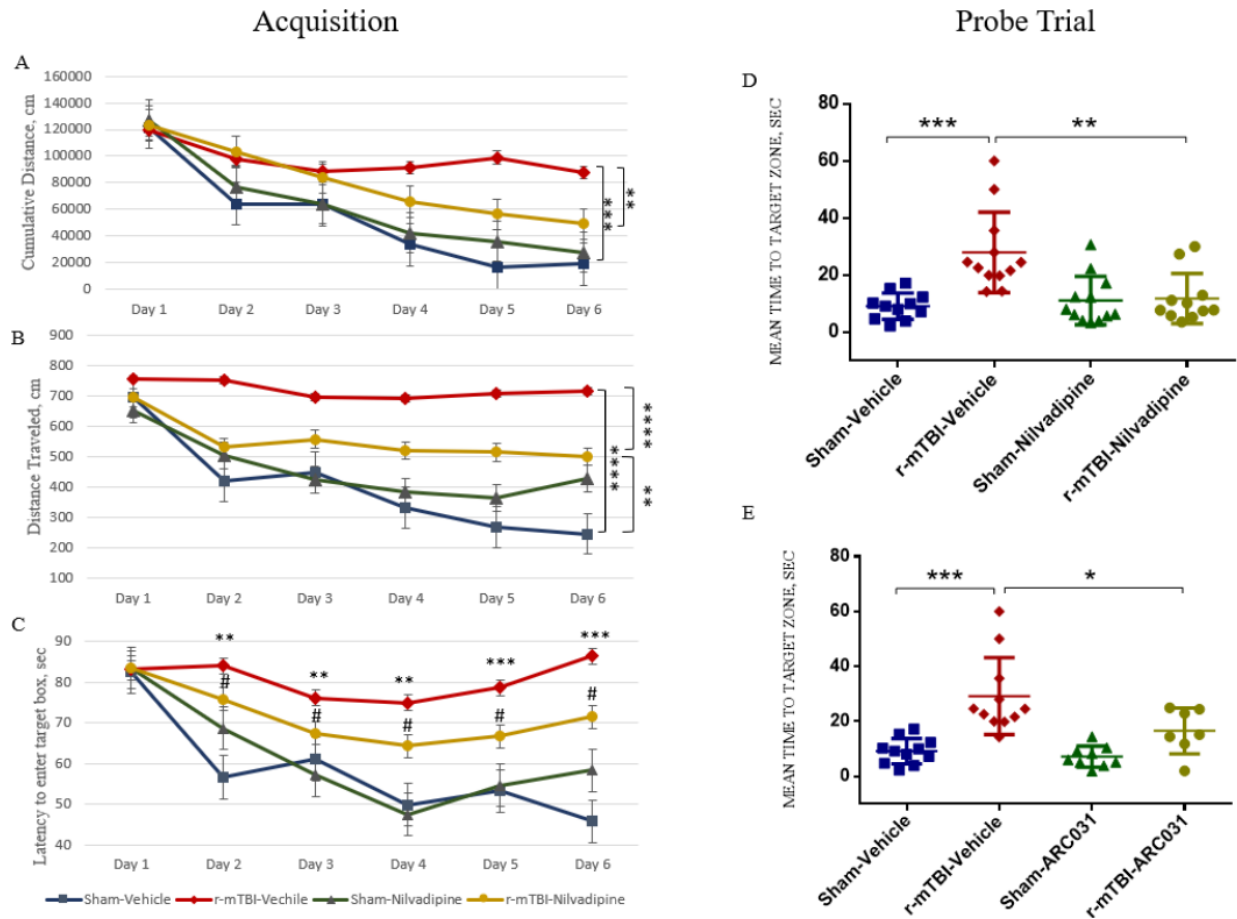 Acquisition
Probe Trial
A
160000
140000
120000
100000
80000
60000
40000
20000
0
Cumulative Distance, cm
Day 1 Day 2 Day 3 Day 4 Day 5 Day 6
***
**
B
900
800
700
600
500
400
300
200
100
Distance Traveled, cm
Day 1 Day 2 Day 3 Day 4 Day 5 Day 6
****
****
**
C
90
80
70
60
50
40
Latency to enter target box, sec
** ** ** *** ***
# # # # #
Day 1 Day 2 Day 3 Day 4 Day 5 Day 6
Sham-Vehicle r-mTBI-Vechile Sham-Nilvadipine r-mTBI-Nilvadipine
D
MEAN TIME TO TARGET ZONE, SEC
80
60
40
20
0
*** **
Sham-Vehicle
r-mTBI-Vehicle
Sham-Nilvadipine
r-mTBI-Nilvadipine
E
MEAN TIME TO TARGET ZONE, SEC
80
60
40
20
0
*** *
Sham-Vehicle
r-mTBI-Vehicle
Sham-ARC031
r-mTBI-ARC031